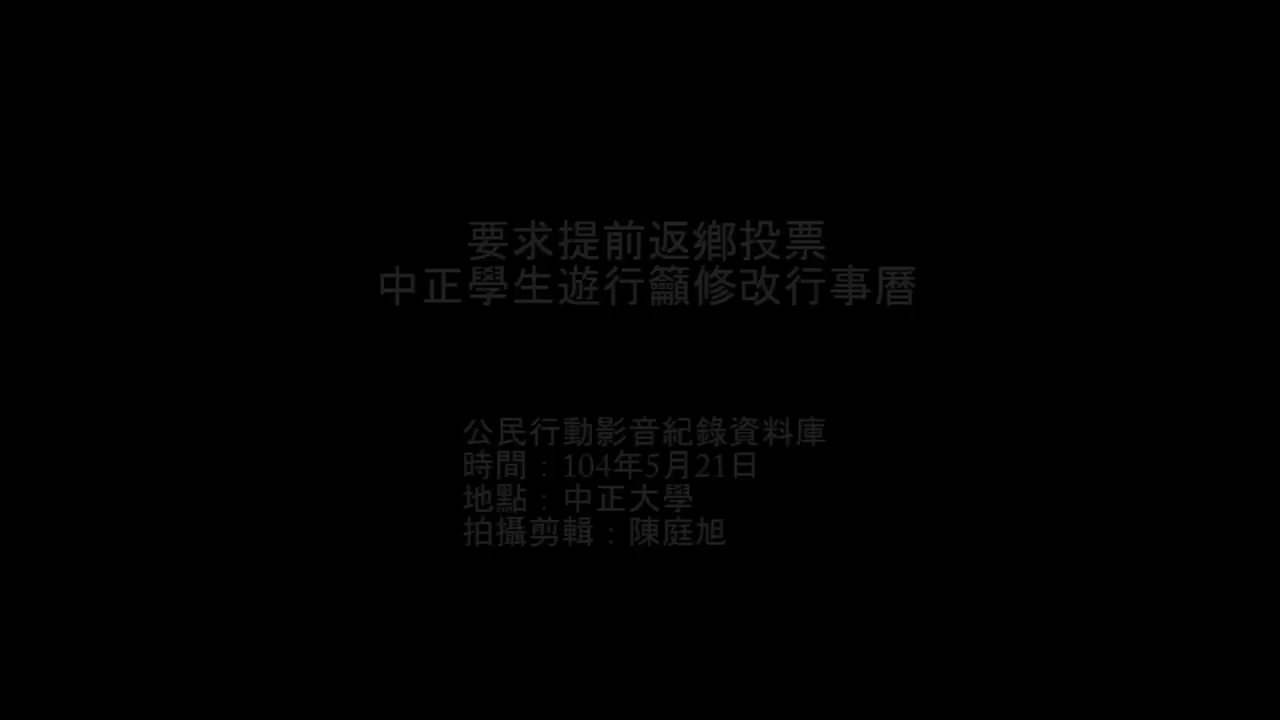 要求提前返鄉投票
中正學生遊行籲修改行事曆
公民行動影音紀錄資料庫
時間：104年5月21日
地點：中正大學
拍攝剪輯：陳庭旭